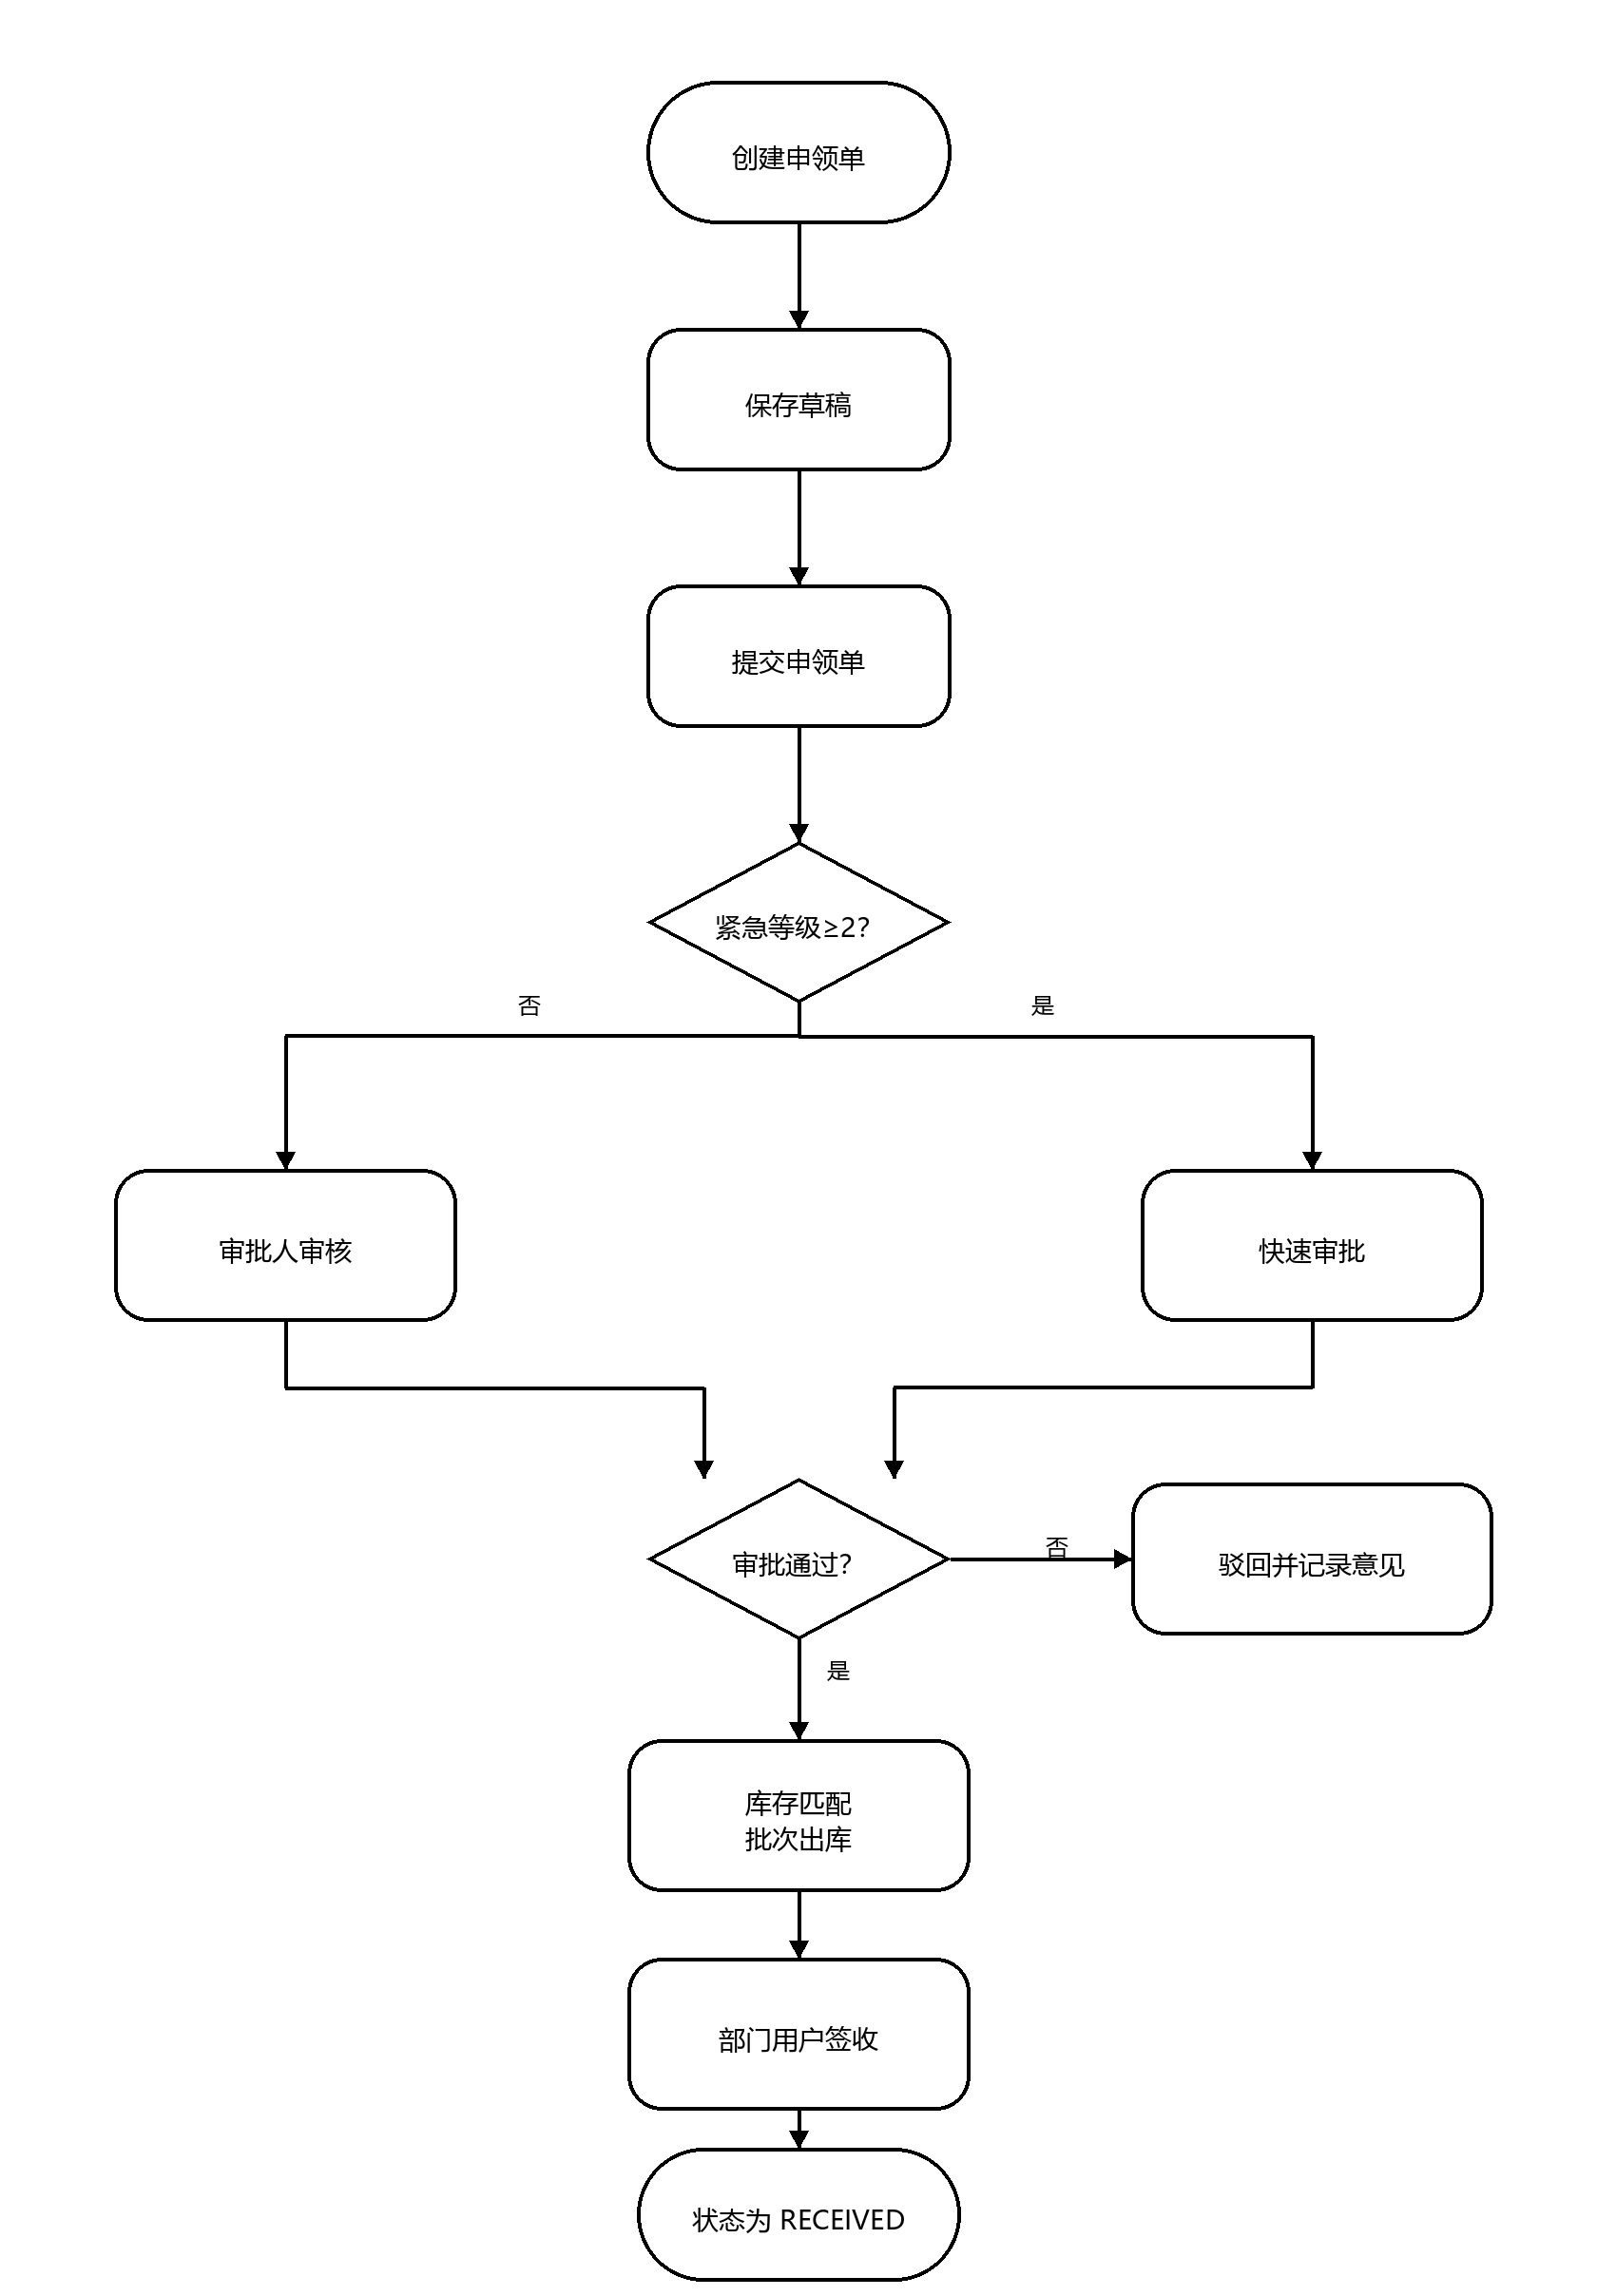 创建申领单
保存草稿
提交申领单
紧急等级≥2?
否
是
审批人审核
快速审批
审批通过?
否
驳回并记录意见
是
库存匹配
批次出库
部门用户签收
状态为 RECEIVED